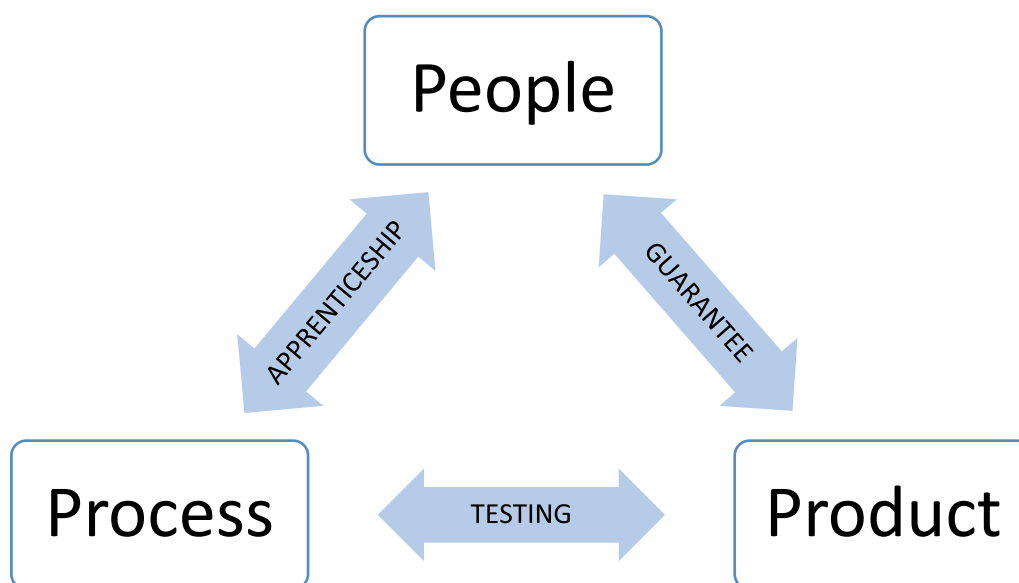 People
APPRENTICESHIP
GUARANTEE
Process
TESTING
Product